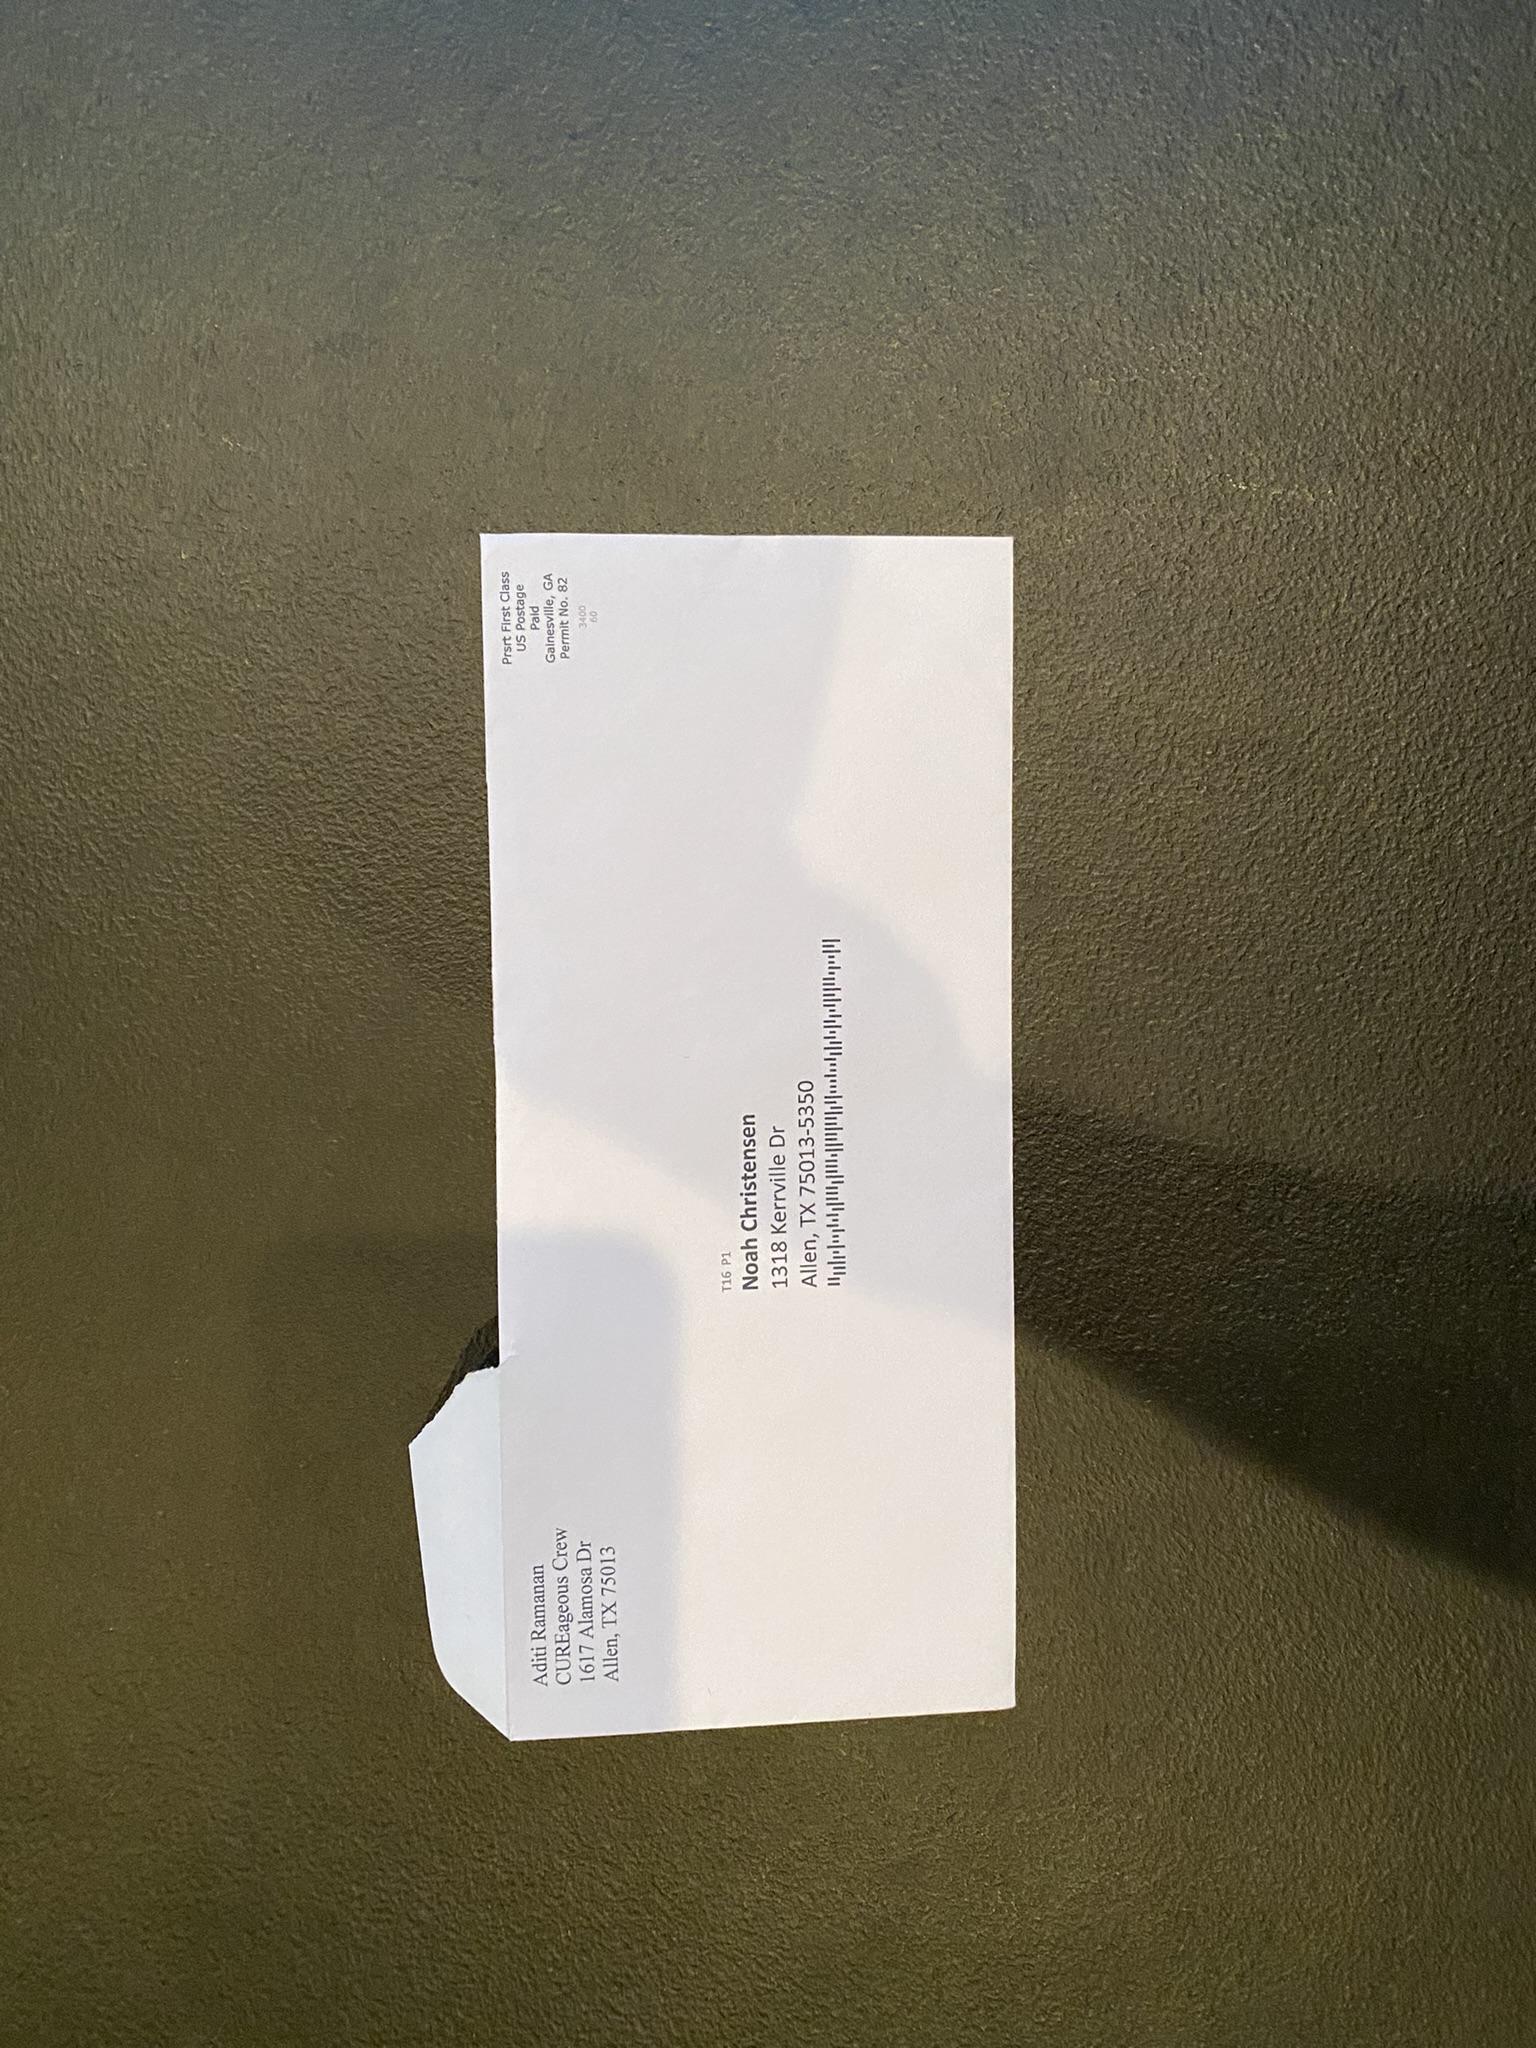 Aditi Ramanan
CUREageous Crew
1617 Alamosa Dr
Allen, TX 75013
Prsrt First Class
US Postage
Paid
Gainesville, GA
Permit No. 82
3400
60
T16 P1
Noah Christensen
1318 Kerrville Dr
Allen, TX 75013-5350